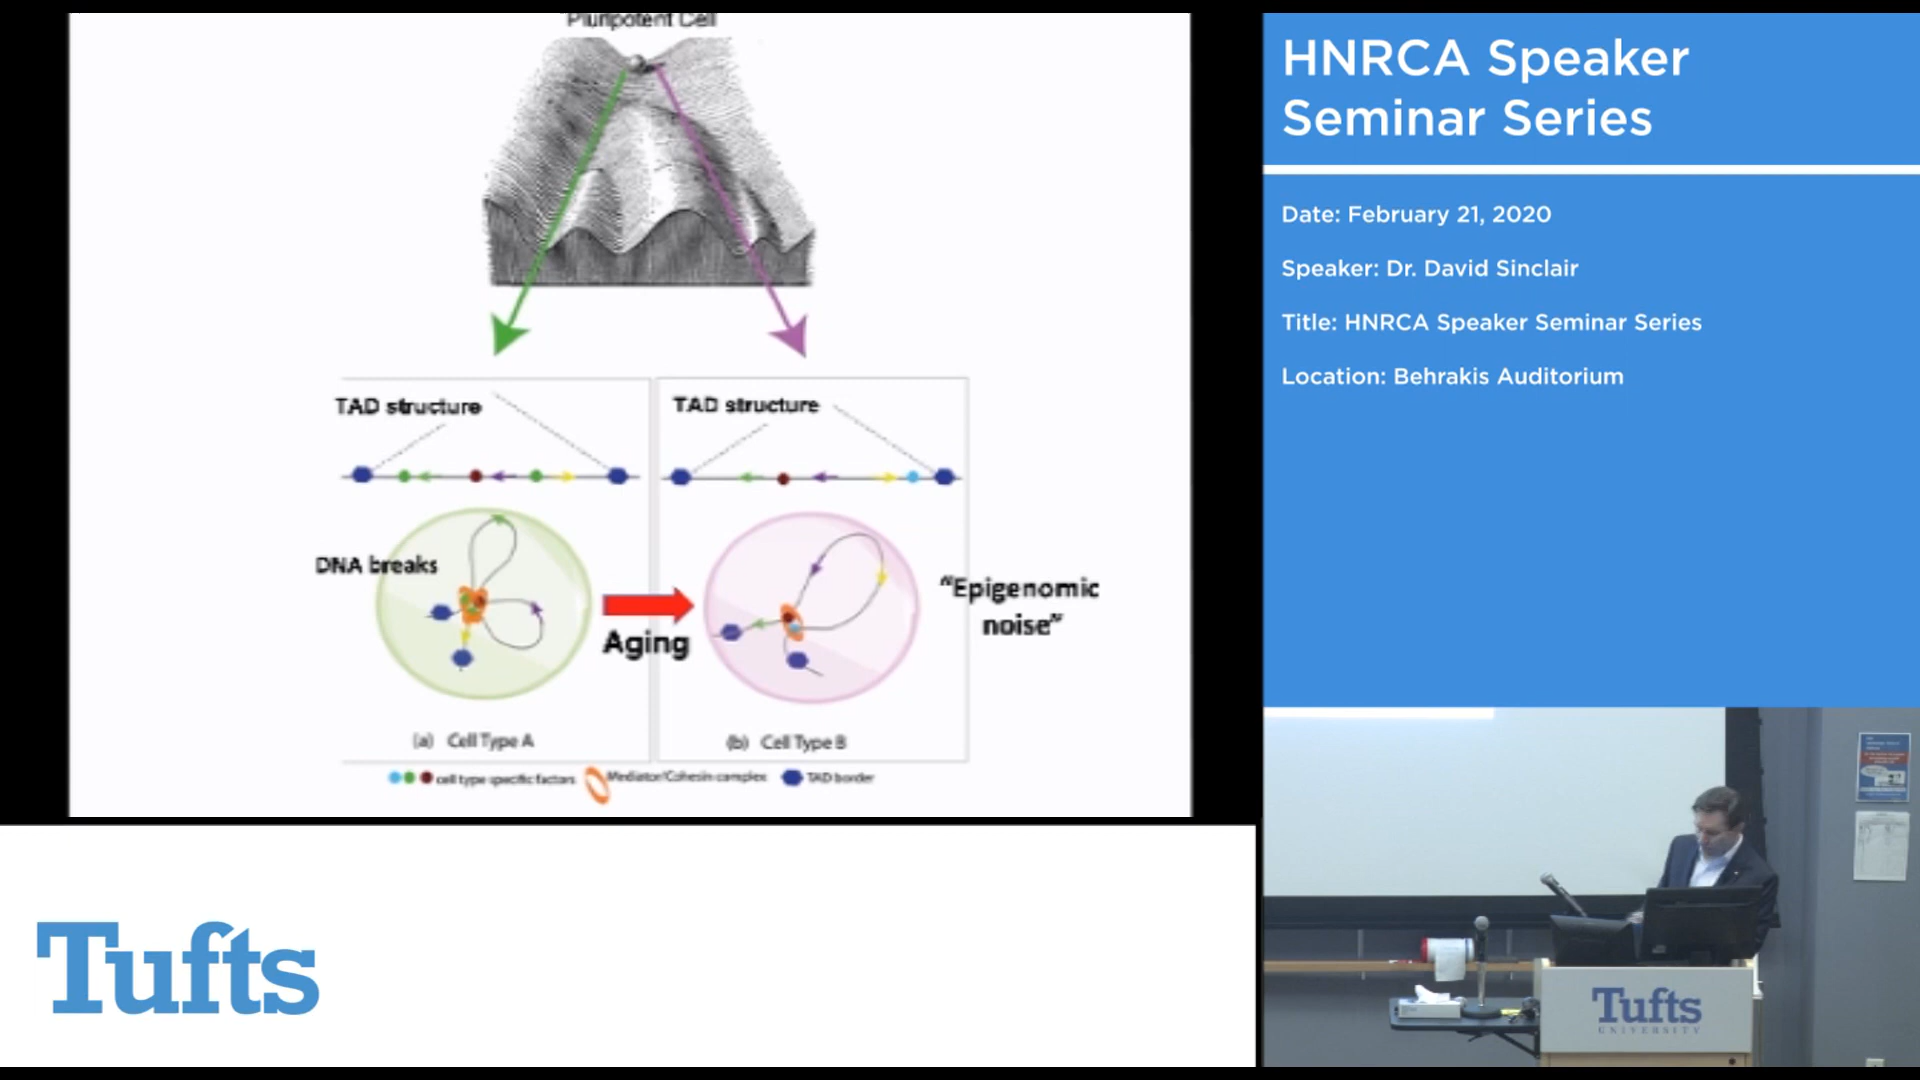 Pluripotent Cell
TAD structure
TAD structure
DNA breaks
Aging
"Epigenomic
noise"
(a) Cell Type A
(b) Cell Type B
cell type specific factors
Mediator/Cohesin complex
TAD border
Tufts
HNRCA Speaker
Seminar Series
Date: February 21, 2020
Speaker: Dr. David Sinclair
Title: HNRCA Speaker Seminar Series
Location: Behrakis Auditorium
Tufts
UNIVERSITY